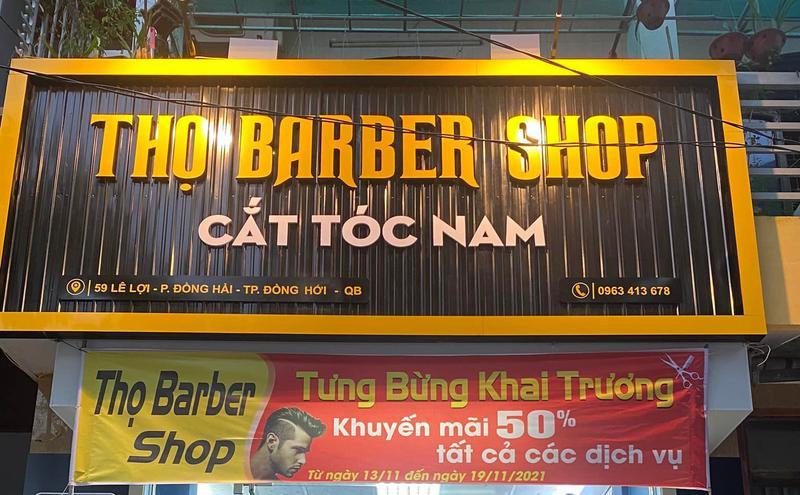 THỌ BARBER SHOP
CẮT TÓC NAM
59 LÊ LỢI - P. ĐỒNG HẢI - TP. ĐỒNG HỚI - QB
0963 413 678
Thọ Barber
Shop
Tưng Bừng Khai Trương
Khuyến mãi 50%
tất cả các dịch vụ
Từ ngày 13/11 đến ngày 19/11/2021